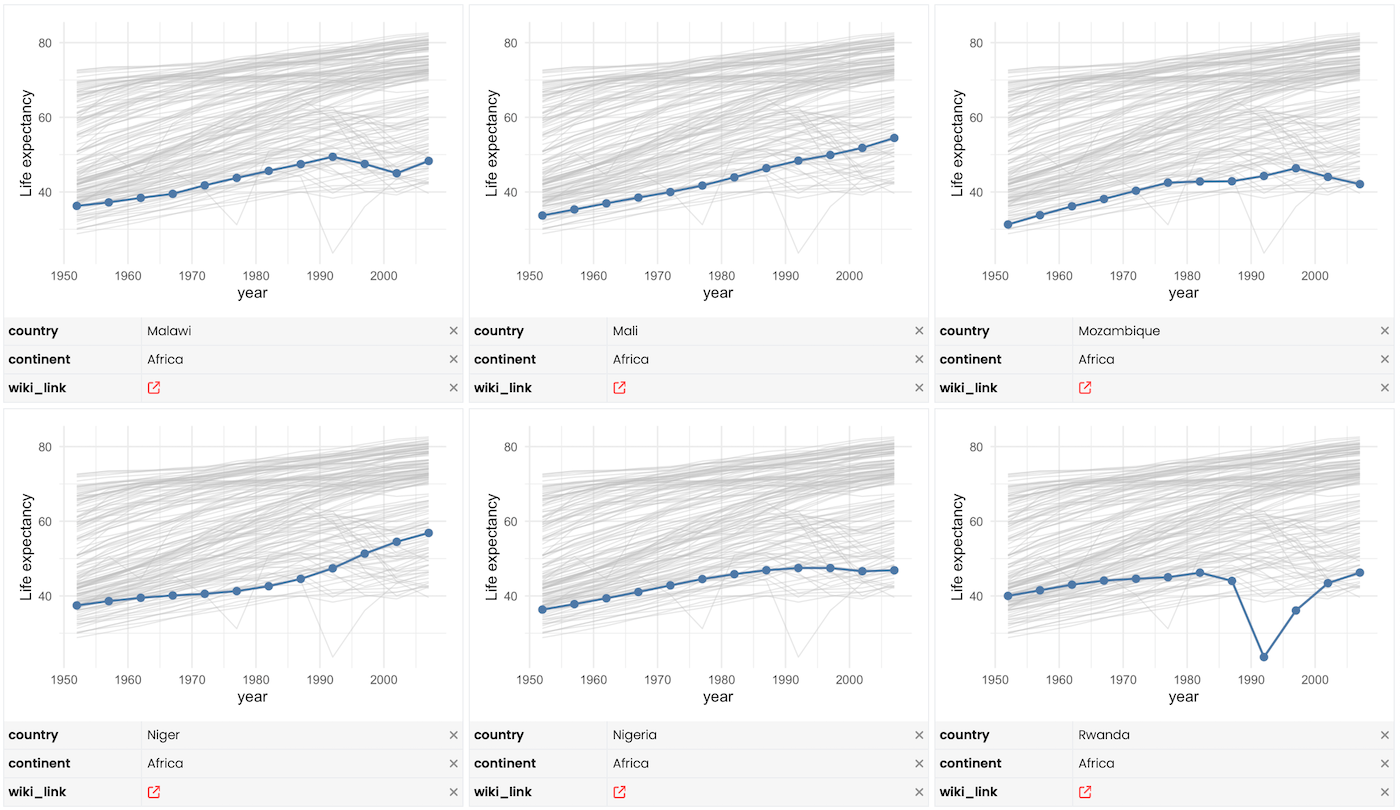 80
60
40
Life expectancy
1950 1960 1970 1980 1990 2000
year
country Malawi ×
continent Africa ×
wiki_link ×
80
60
40
Life expectancy
1950 1960 1970 1980 1990 2000
year
country Mali ×
continent Africa ×
wiki_link ×
80
60
40
Life expectancy
1950 1960 1970 1980 1990 2000
year
country Mozambique ×
continent Africa ×
wiki_link ×
80
60
40
Life expectancy
1950 1960 1970 1980 1990 2000
year
country Niger ×
continent Africa ×
wiki_link ×
80
60
40
Life expectancy
1950 1960 1970 1980 1990 2000
year
country Nigeria ×
continent Africa ×
wiki_link ×
80
60
40
Life expectancy
1950 1960 1970 1980 1990 2000
year
country Rwanda ×
continent Africa ×
wiki_link ×